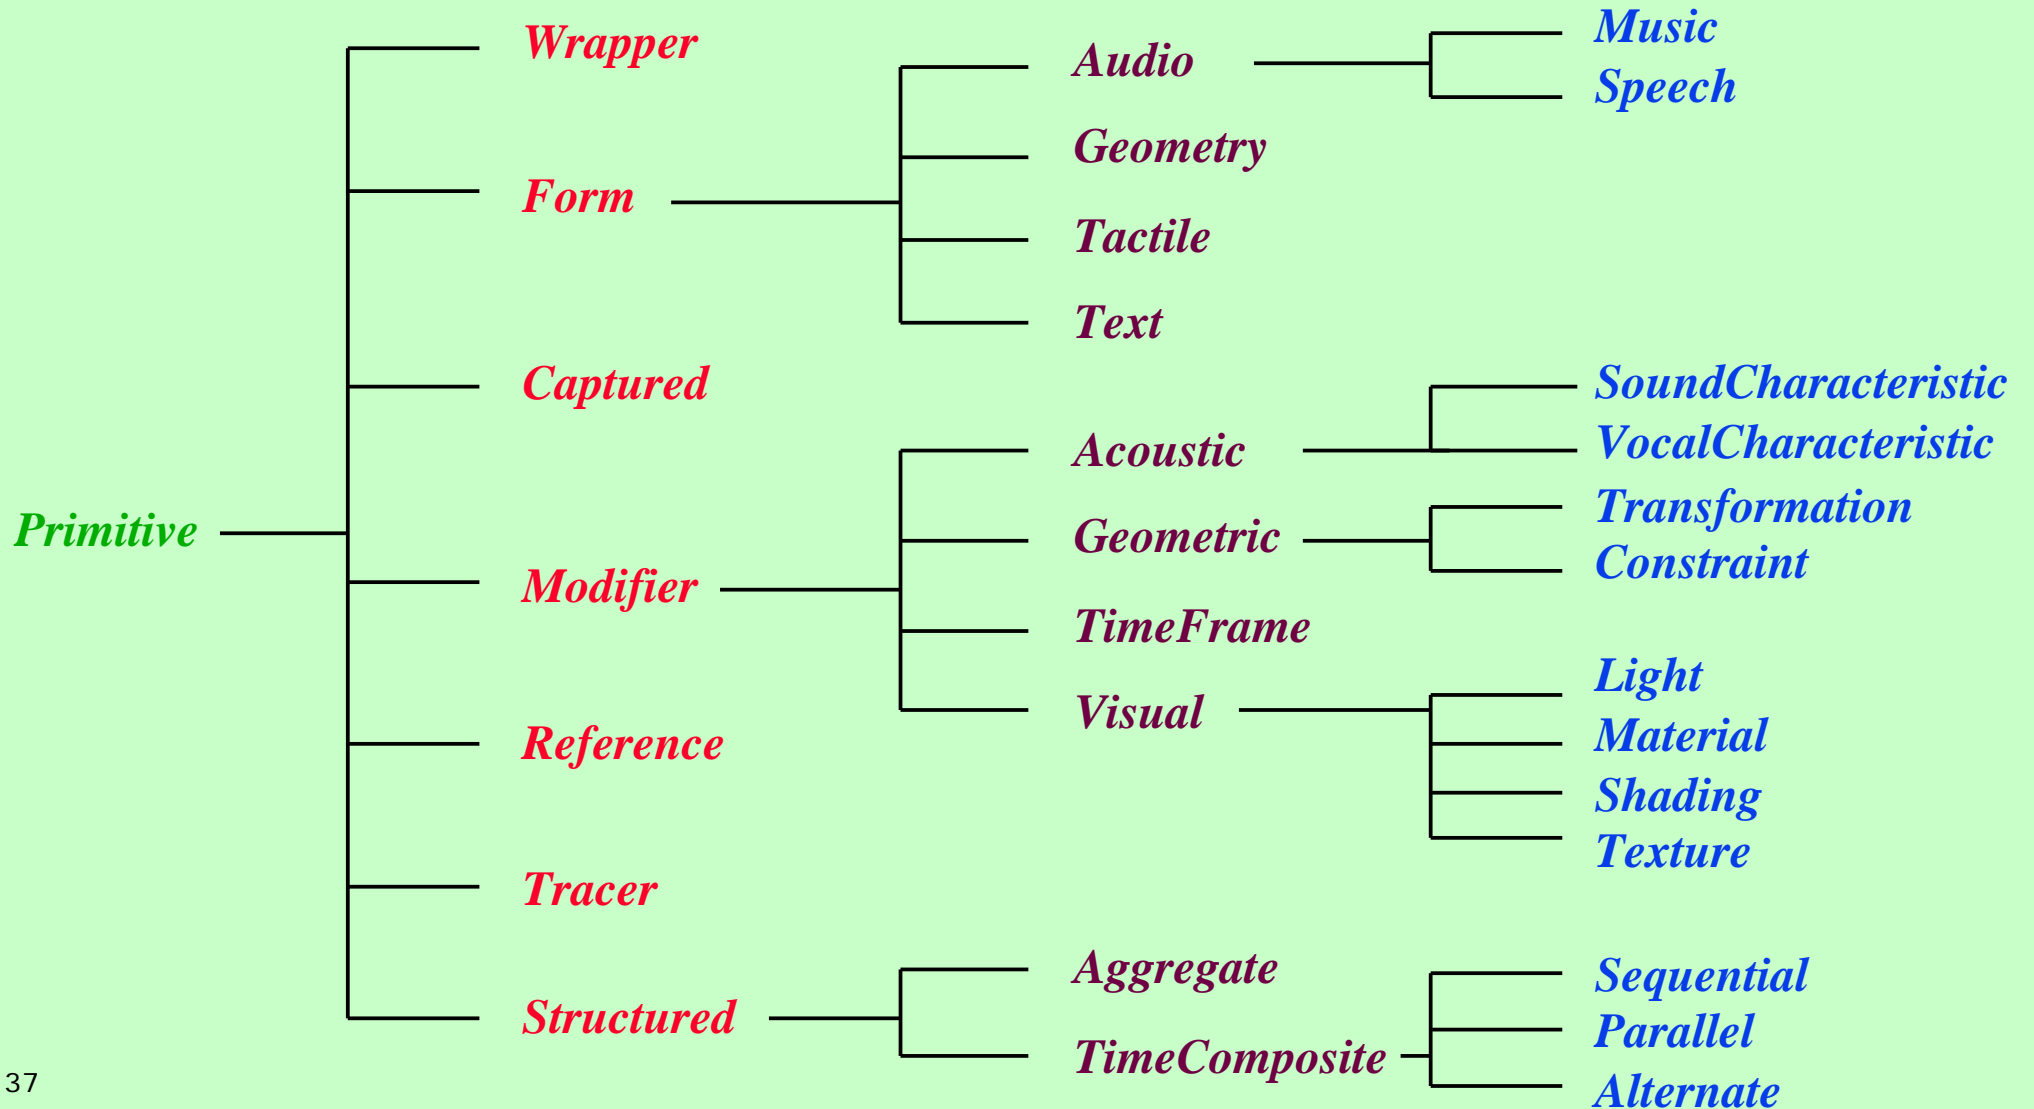 Primitive
Wrapper
Form
Captured
Modifier
Reference
Tracer
Structured
Audio
Geometry
Tactile
Text
Acoustic
Geometric
TimeFrame
Visual
Aggregate
TimeComposite
Music
Speech
SoundCharacteristic
VocalCharacteristic
Transformation
Constraint
Light
Material
Shading
Texture
Sequential
Parallel
Alternate
37